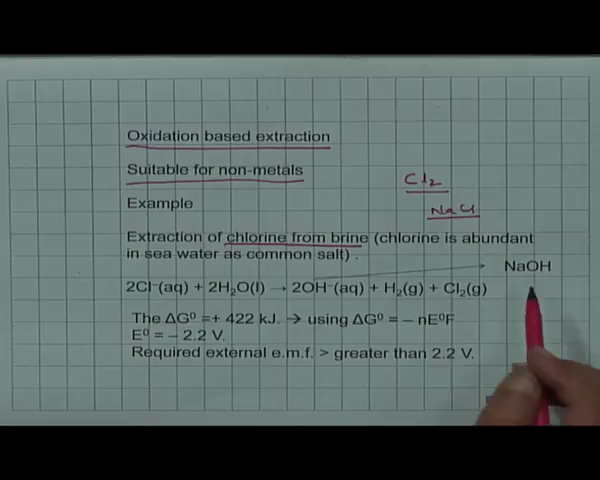 Oxidation based extraction
Suitable for non-metals
Cl₂
Example
NaCl
Extraction of chlorine from brine (chlorine is abundant
in sea water as common salt) .
NaOH
2Cl⁻(aq) + 2H₂O(l) → 2OH⁻(aq) + H₂(g) + Cl₂(g)
The ΔG⁰ =+ 422 kJ. → using ΔG⁰ = − nE⁰F
E⁰ = − 2.2 V.
Required external e.m.f. > greater than 2.2 V.